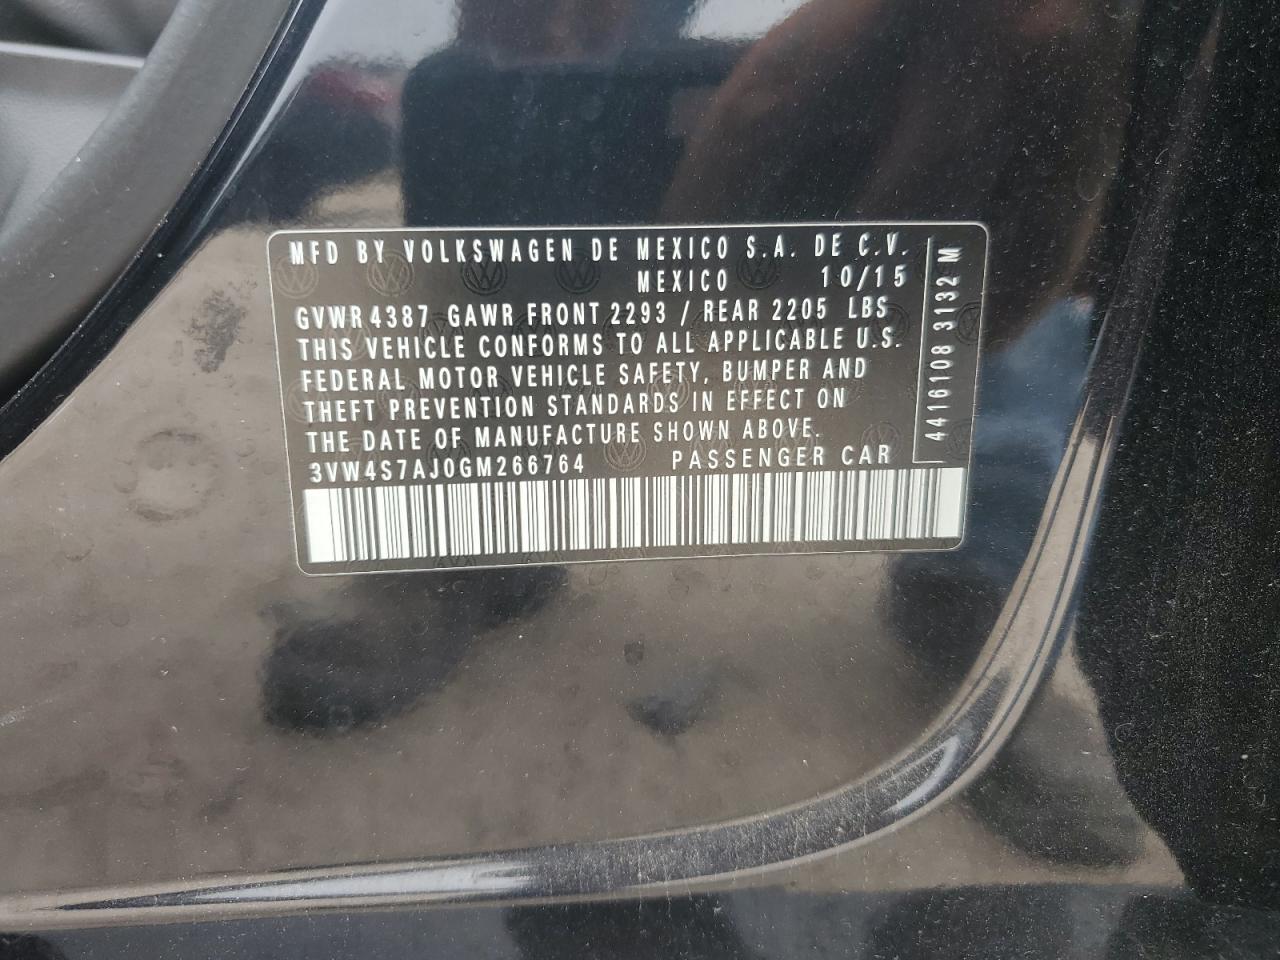 MFD BY VOLKSWAGEN DE MEXICO S.A. DE C.V.
MEXICO 10/15
GVWR 4387 GAWR FRONT 2293 / REAR 2205 LBS
THIS VEHICLE CONFORMS TO ALL APPLICABLE U.S.
FEDERAL MOTOR VEHICLE SAFETY, BUMPER AND
THEFT PREVENTION STANDARDS IN EFFECT ON
THE DATE OF MANUFACTURE SHOWN ABOVE.
3VW4S7AJ0GM266764 PASSENGER CAR
4416108 3132 M